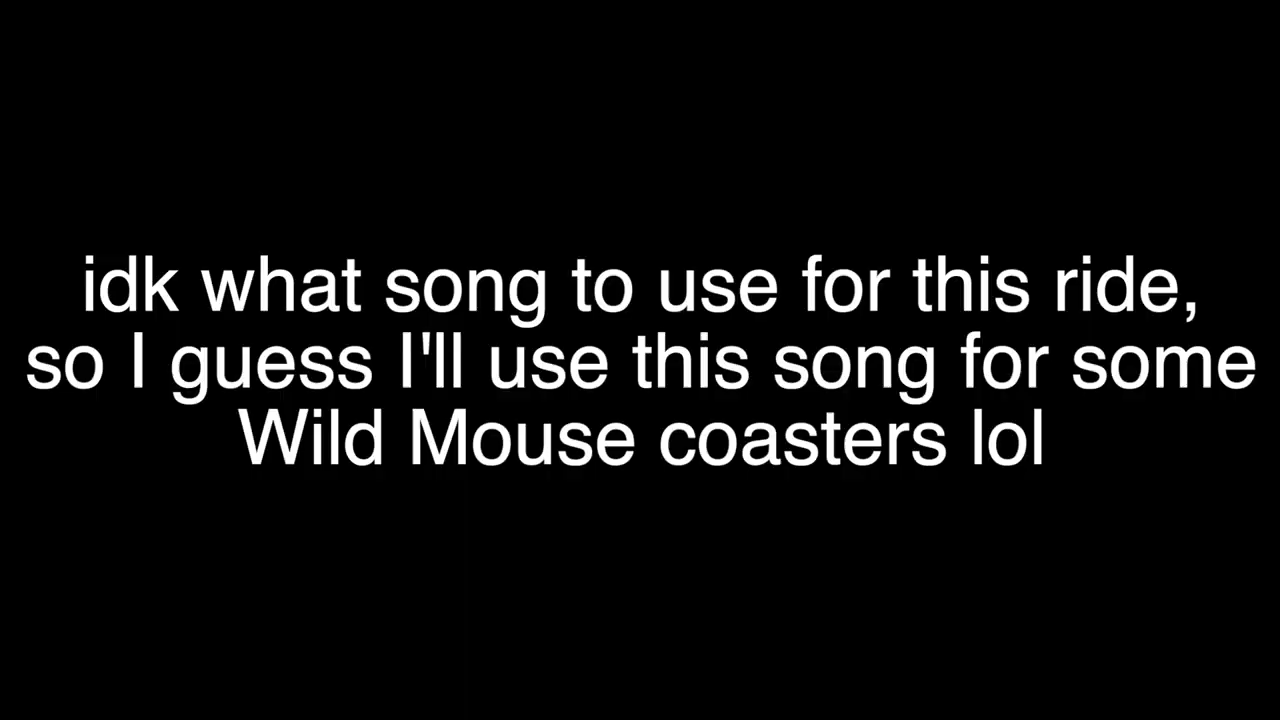 idk what song to use for this ride,
so I guess I'll use this song for some
Wild Mouse coasters lol